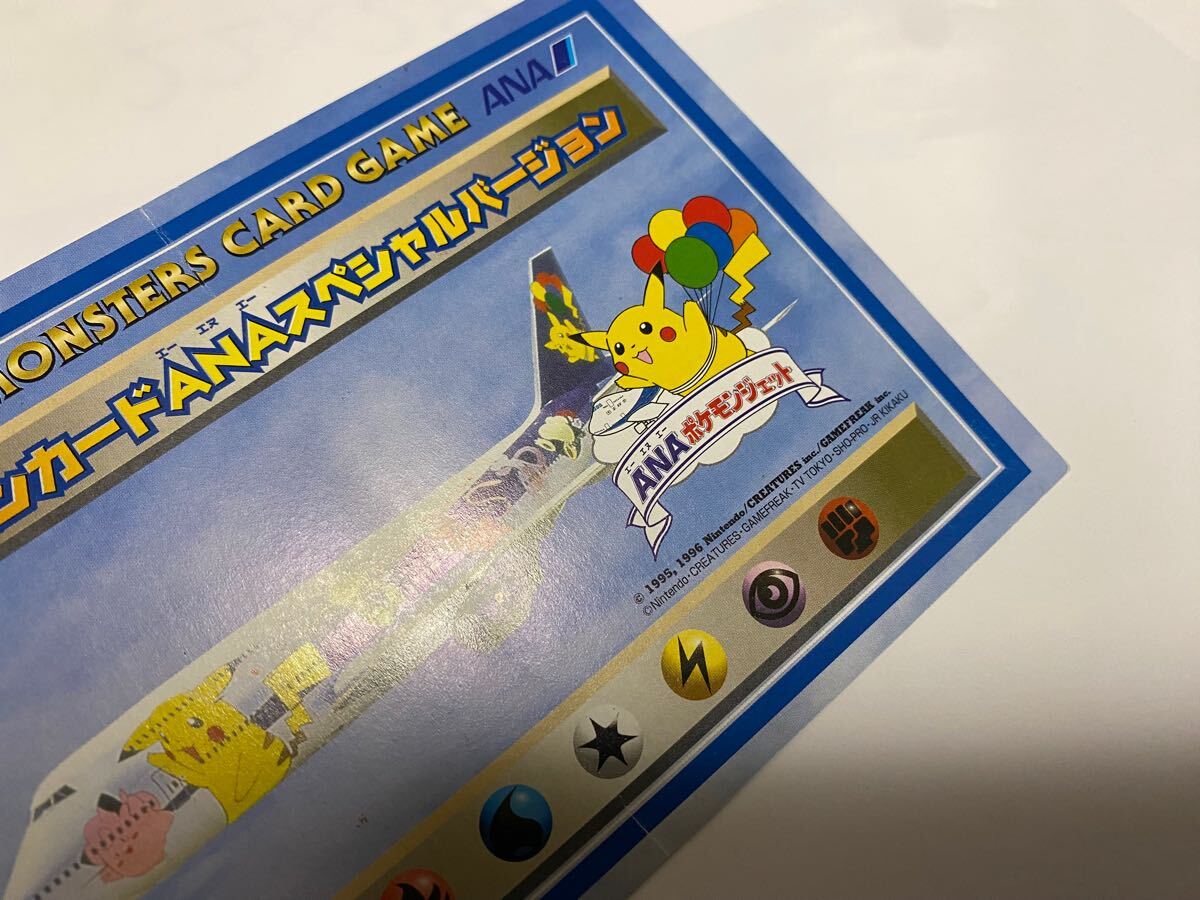 MONSTERS CARD GAME ANA
エー エヌ エー
ンカードANAスペシャルバージョン
エー エヌ エー
ANAポケモンジェット
© 1995, 1996 Nintendo/CREATURES inc./GAMEFREAK inc.
©Nintendo・CREATURES・GAMEFREAK・TV TOKYO・SHO-PRO・JR KIKAKU